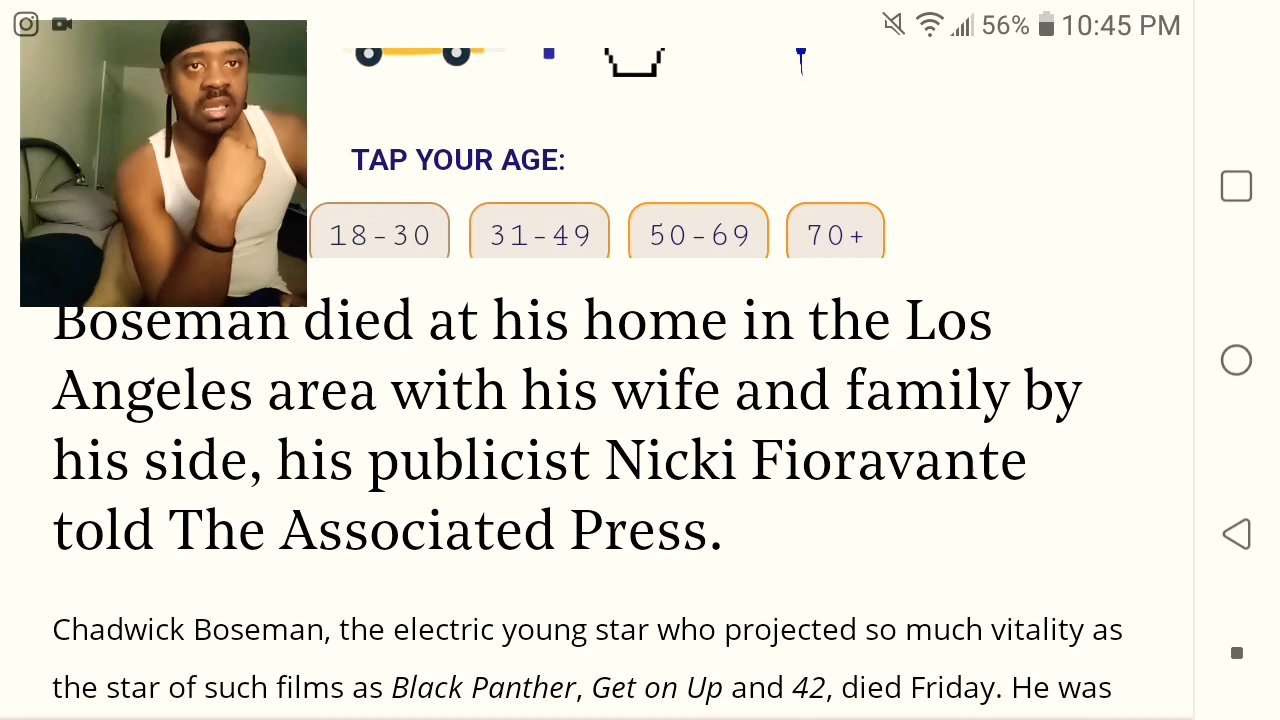 56% 10:45 PM
TAP YOUR AGE:
18-30 31-49 50-69 70+
Boseman died at his home in the Los
Angeles area with his wife and family by
his side, his publicist Nicki Fioravante
told The Associated Press.
Chadwick Boseman, the electric young star who projected so much vitality as
the star of such films as Black Panther, Get on Up and 42, died Friday. He was